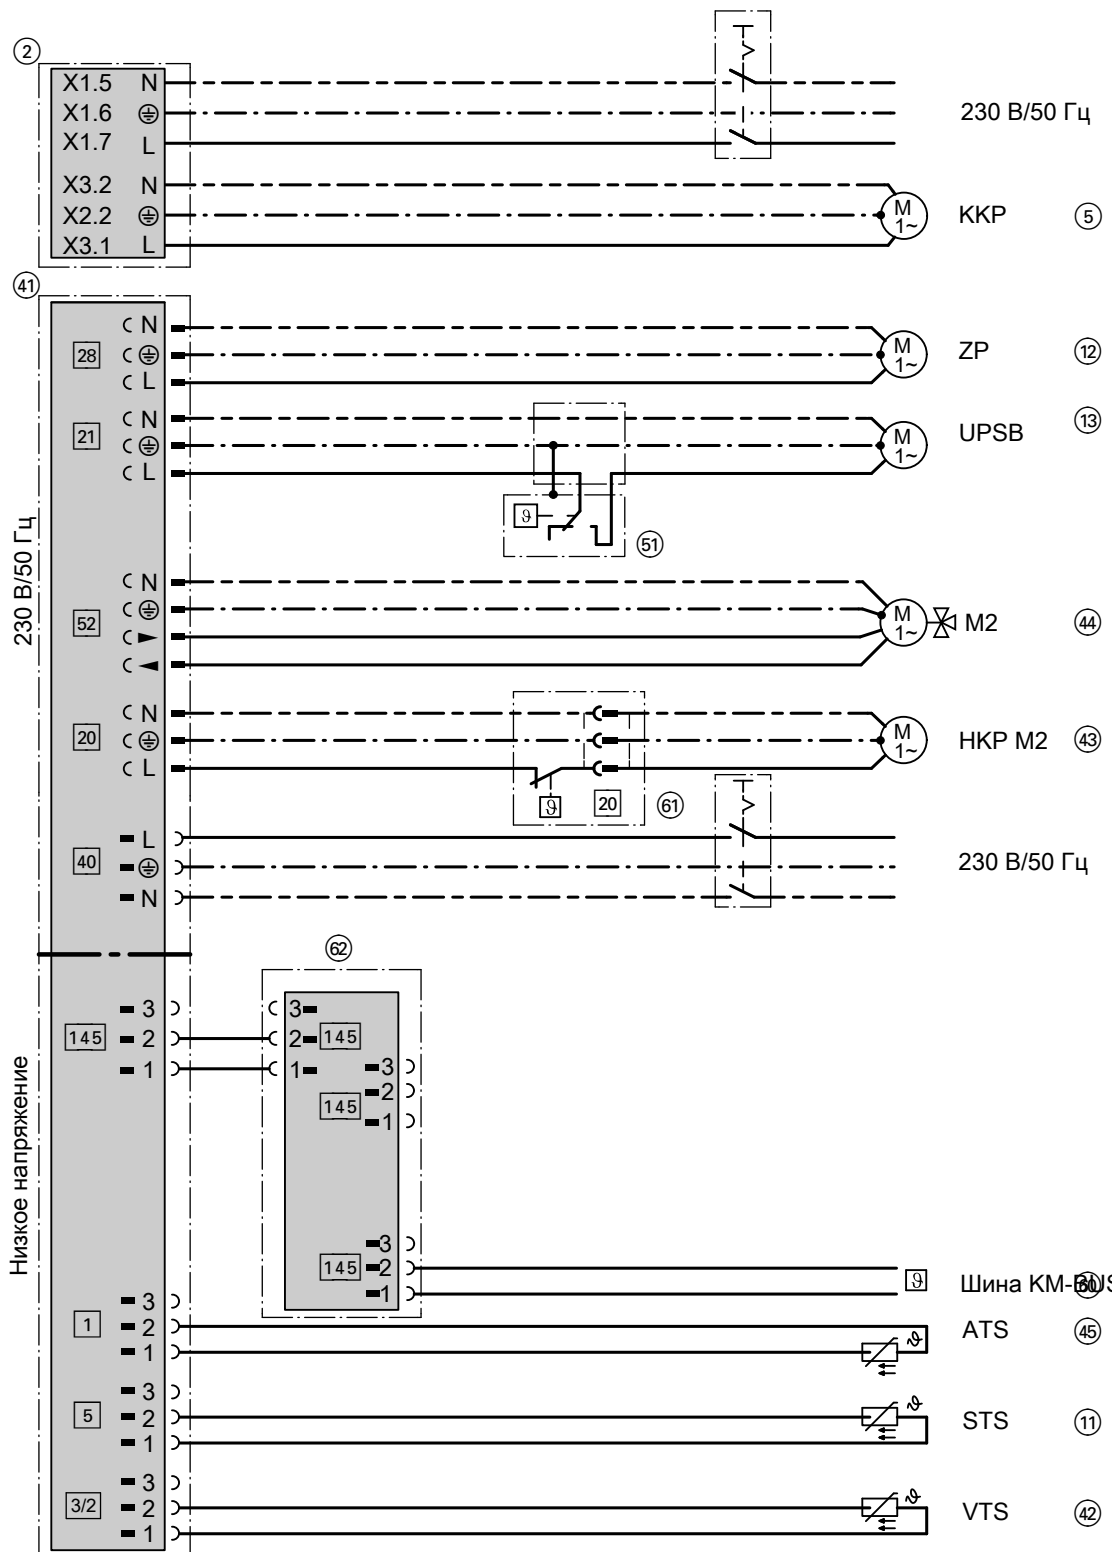 2
X1.5 N
X1.6
230 В/50 Гц
X1.7 L
X3.2 N
X2.2 M 1~ KKP 5
X3.1 L
41
230 В/50 Гц
N
28 M 1~ ZP 12
L
N
21 M 1~ UPSB 13
L
ϑ
51
N
52 M 1~ M2 44
N
20 M 1~ HKP M2 43
L
ϑ 20 61
L
40 230 В/50 Гц
N
62
Низкое напряжение
3 3
145 2 2 145
1 1 3
2
145
1
3
145 2
1 ϑ Шина KM-BUS 60
3
1 2 ATS 45
1 ϑ
3
5 2 ϑ STS 11
1
3
3/2 2 ϑ VTS 42
1